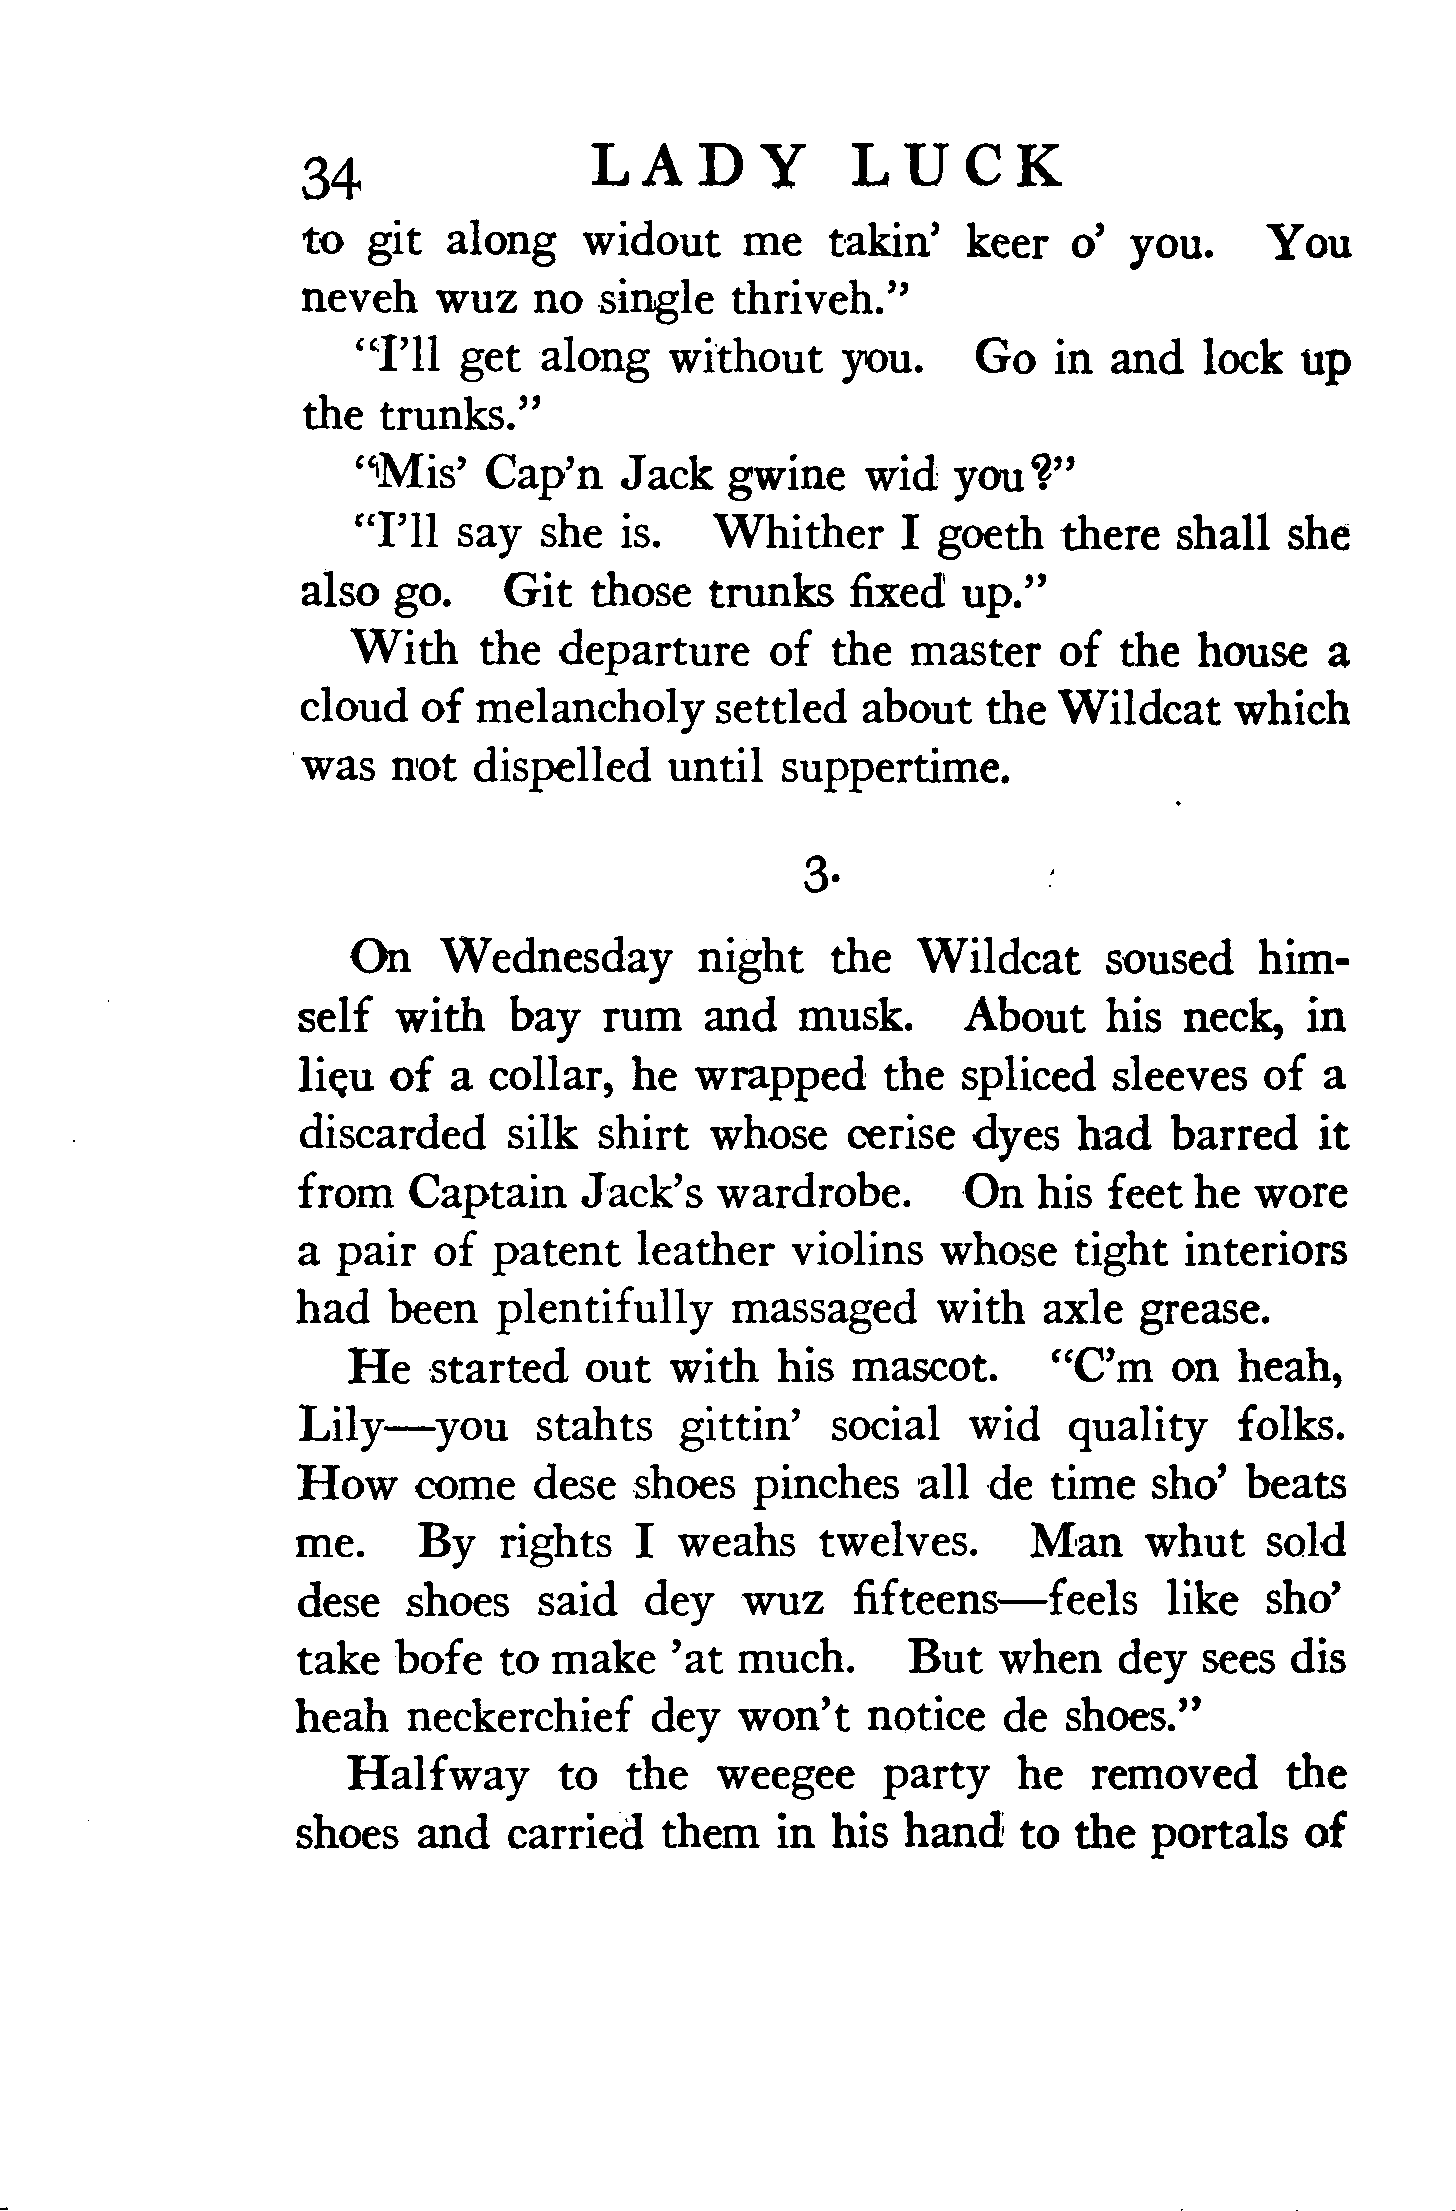 34 LADY LUCK
to git along widout me takin’ keer o’ you. You
neveh wuz no single thriveh.”
“I’ll get along without you. Go in and lock up
the trunks.”
“Mis’ Cap’n Jack gwine wid you?”
“I’ll say she is. Whither I goeth there shall she
also go. Git those trunks fixed up.”
With the departure of the master of the house a
cloud of melancholy settled about the Wildcat which
was not dispelled until suppertime.
3.
On Wednesday night the Wildcat soused him-
self with bay rum and musk. About his neck, in
lieu of a collar, he wrapped the spliced sleeves of a
discarded silk shirt whose cerise dyes had barred it
from Captain Jack’s wardrobe. On his feet he wore
a pair of patent leather violins whose tight interiors
had been plentifully massaged with axle grease.
He started out with his mascot. “C’m on heah,
Lily—you stahts gittin’ social wid quality folks.
How come dese shoes pinches all de time sho’ beats
me. By rights I weahs twelves. Man whut sold
dese shoes said dey wuz fifteens—feels like sho’
take bofe to make ’at much. But when dey sees dis
heah neckerchief dey won’t notice de shoes.”
Halfway to the weegee party he removed the
shoes and carried them in his hand to the portals of